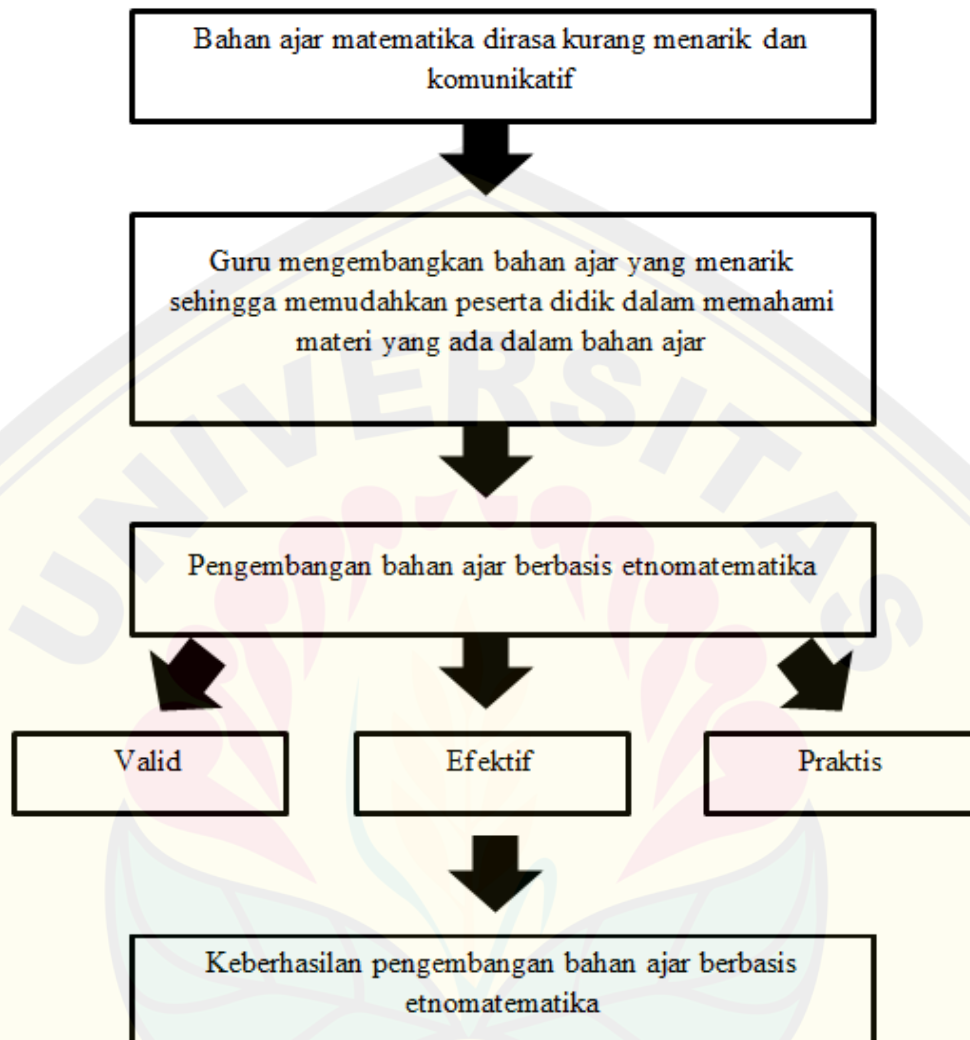 Bahan ajar matematika dirasa kurang menarik dan
komunikatif
Guru mengembangkan bahan ajar yang menarik
sehingga memudahkan peserta didik dalam memahami
materi yang ada dalam bahan ajar
UNIVERSITAS
Pengembangan bahan ajar berbasis etnomatematika
Valid
Efektif
Praktis
Keberhasilan pengembangan bahan ajar berbasis
etnomatematika